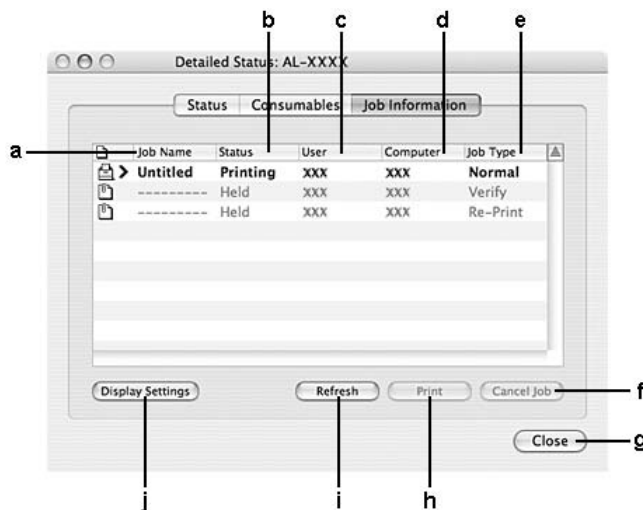 b c d e
Detailed Status: AL-XXXX
Status Consumables Job Information
a Job Name Status User Computer Job Type
Untitled Printing XXX XXX Normal
--------- Held XXX XXX Verify
--------- Held XXX XXX Re-Print
Display Settings Refresh Print Cancel Job f
Close g
j i h